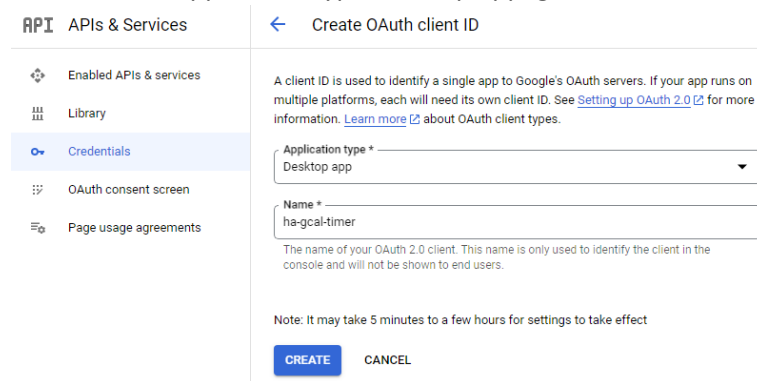 API APIs & Services
Enabled APIs & services
Library
Credentials
OAuth consent screen
Page usage agreements
Create OAuth client ID
A client ID is used to identify a single app to Google's OAuth servers. If your app runs on
multiple platforms, each will need its own client ID. See Setting up OAuth 2.0 for more
information. Learn more about OAuth client types.
Application type *
Desktop app
Name *
ha-gcal-timer
The name of your OAuth 2.0 client. This name is only used to identify the client in the
console and will not be shown to end users.
Note: It may take 5 minutes to a few hours for settings to take effect
CREATE CANCEL